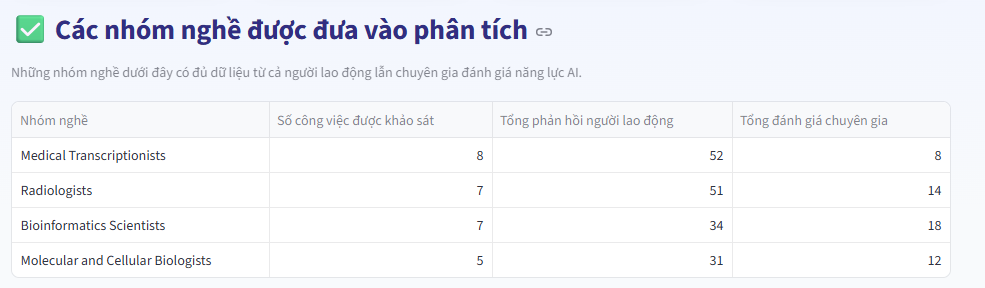 Các nhóm nghề được đưa vào phân tích
Những nhóm nghề dưới đây có đủ dữ liệu từ cả người lao động lẫn chuyên gia đánh giá năng lực AI.
Nhóm nghề Số công việc được khảo sát Tổng phản hồi người lao động Tổng đánh giá chuyên gia
Medical Transcriptionists 8 52 8
Radiologists 7 51 14
Bioinformatics Scientists 7 34 18
Molecular and Cellular Biologists 5 31 12